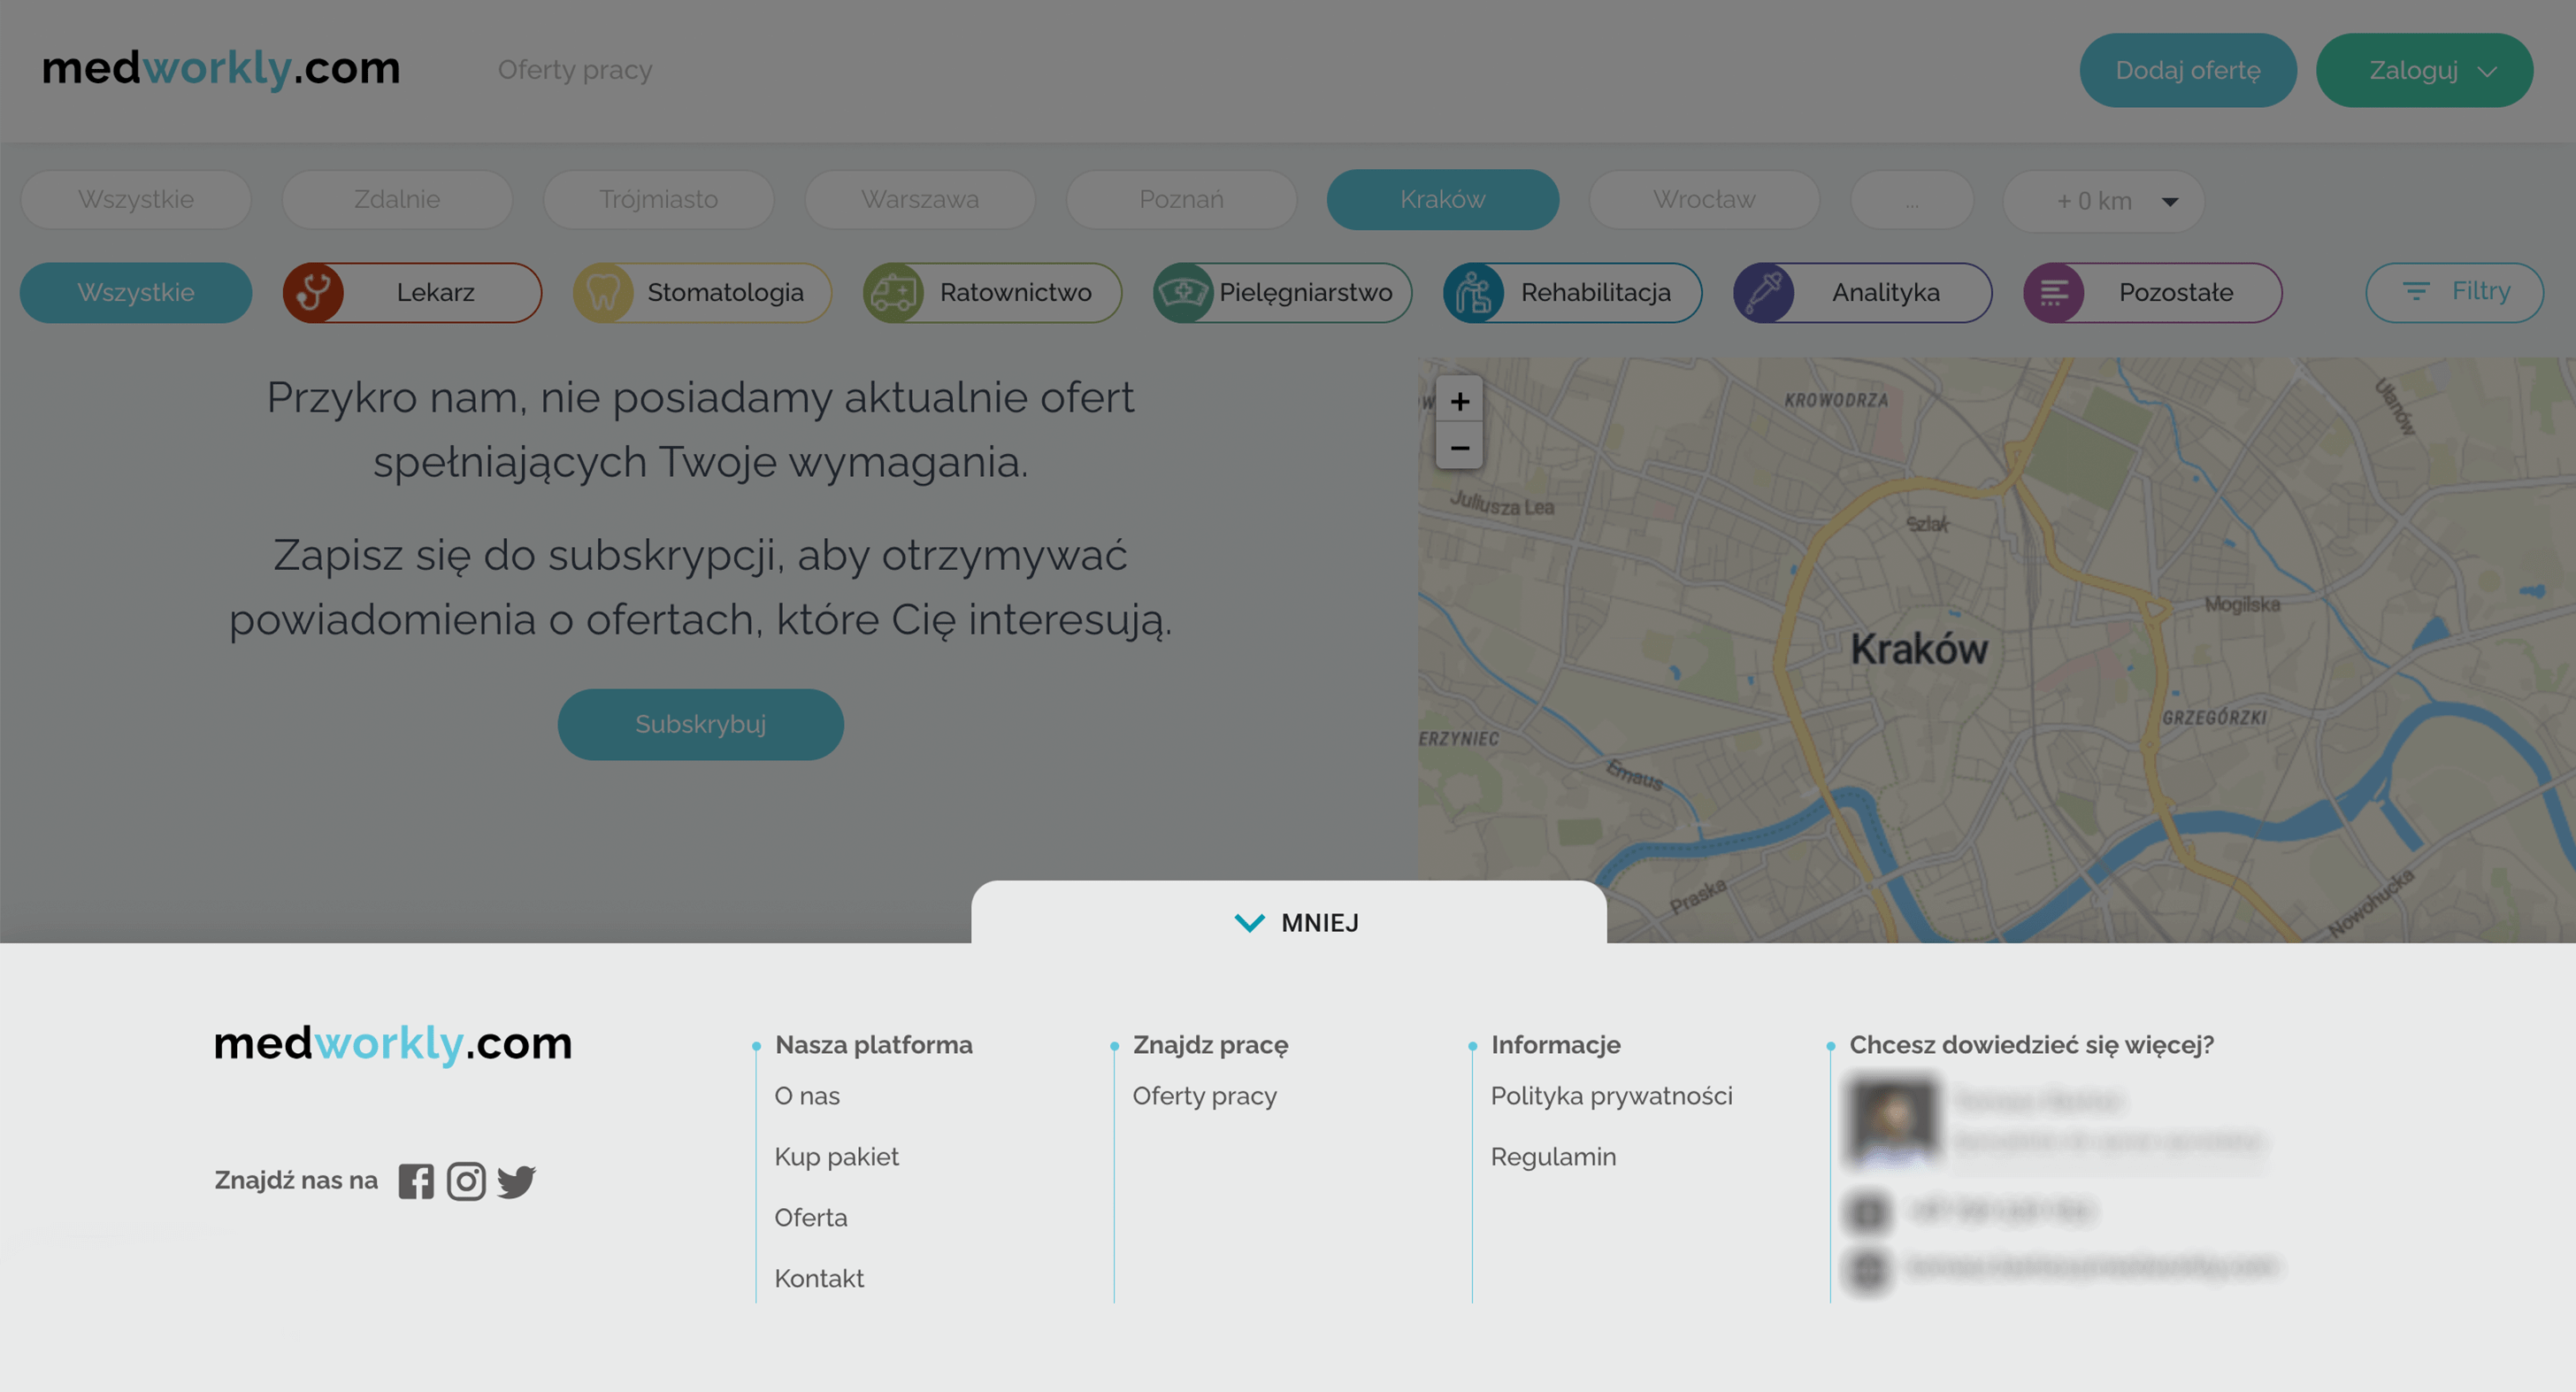 medworkly.com
Oferty pracy
Dodaj ofertę
Zaloguj
Wszystkie
Zdalnie
Trójmiasto
Warszawa
Poznań
Kraków
Wrocław
...
+ 0 km
Wszystkie
Lekarz
Stomatologia
Ratownictwo
Pielęgniarstwo
Rehabilitacja
Analityka
Pozostałe
Filtry
Przykro nam, nie posiadamy aktualnie ofert
spełniających Twoje wymagania.
Zapisz się do subskrypcji, aby otrzymywać
powiadomienia o ofertach, które Cię interesują.
Subskrybuj
+
−
KROWODRZA
Ułanów
Juliusza Lea
Szlak
Mogilska
Kraków
GRZEGÓRZKI
ERZYNIEC
Emaus
Praska
Nowohucka
MNIEJ
medworkly.com
Znajdź nas na
Nasza platforma
O nas
Kup pakiet
Oferta
Kontakt
Znajdz pracę
Oferty pracy
Informacje
Polityka prywatności
Regulamin
Chcesz dowiedzieć się więcej?